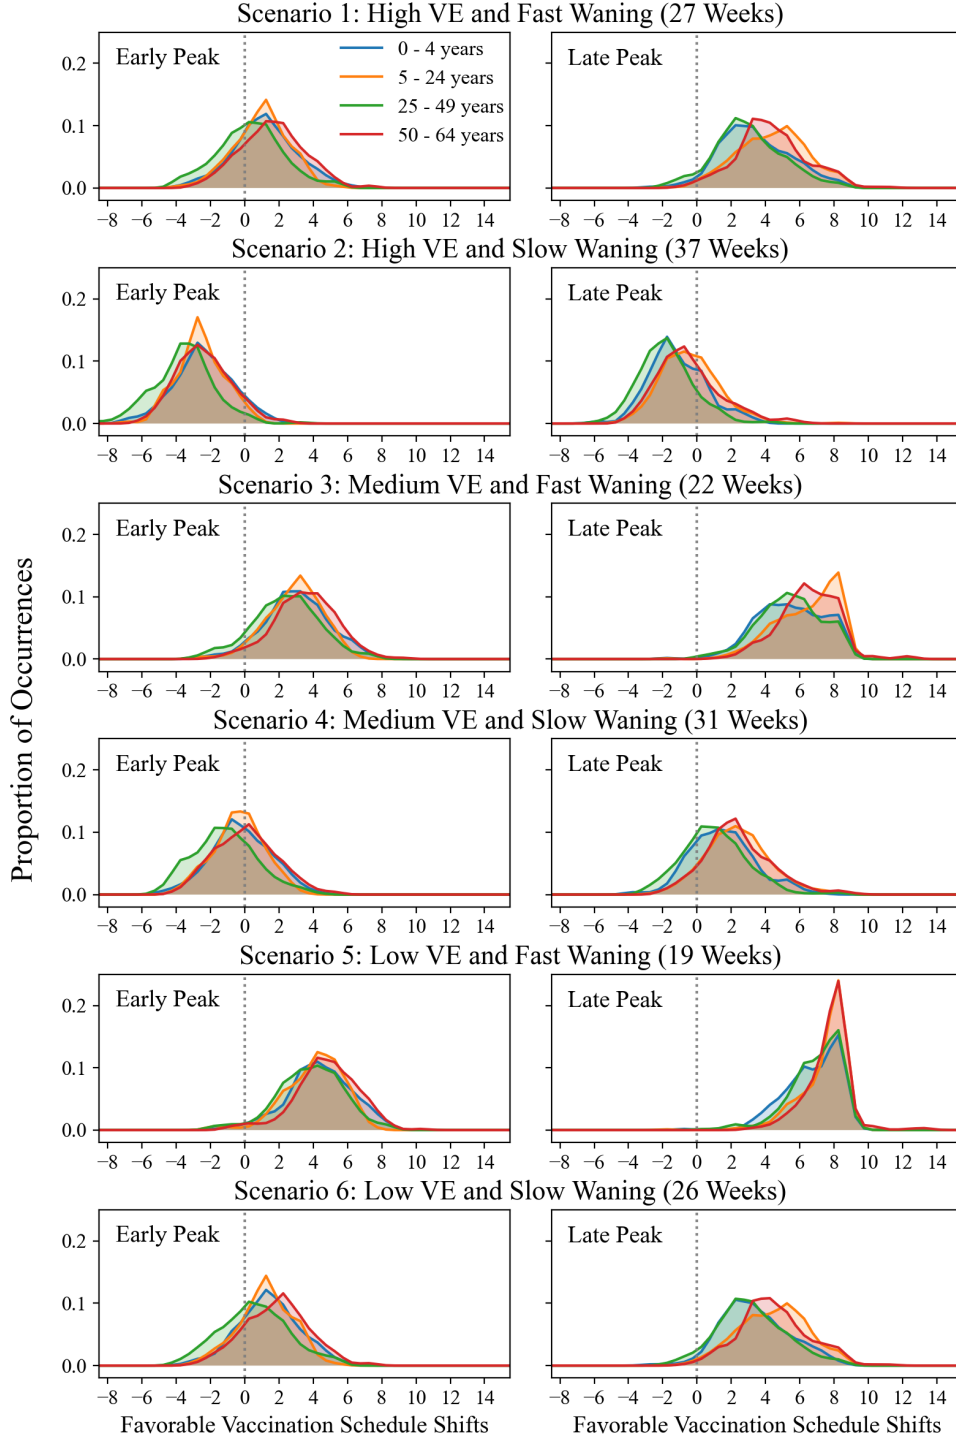 Scenario 1: High VE and Fast Waning (27 Weeks)
Early Peak
0 - 4 years
5 - 24 years
25 - 49 years
50 - 64 years
0.2
0.1
0.0
−8 −6 −4 −2 0 2 4 6 8 10 12 14
Late Peak
−8 −6 −4 −2 0 2 4 6 8 10 12 14
Scenario 2: High VE and Slow Waning (37 Weeks)
Early Peak
0.2
0.1
0.0
−8 −6 −4 −2 0 2 4 6 8 10 12 14
Late Peak
−8 −6 −4 −2 0 2 4 6 8 10 12 14
Scenario 3: Medium VE and Fast Waning (22 Weeks)
Early Peak
0.2
0.1
0.0
−8 −6 −4 −2 0 2 4 6 8 10 12 14
Late Peak
−8 −6 −4 −2 0 2 4 6 8 10 12 14
Proportion of Occurrences
Scenario 4: Medium VE and Slow Waning (31 Weeks)
Early Peak
0.2
0.1
0.0
−8 −6 −4 −2 0 2 4 6 8 10 12 14
Late Peak
−8 −6 −4 −2 0 2 4 6 8 10 12 14
Scenario 5: Low VE and Fast Waning (19 Weeks)
Early Peak
0.2
0.1
0.0
−8 −6 −4 −2 0 2 4 6 8 10 12 14
Late Peak
−8 −6 −4 −2 0 2 4 6 8 10 12 14
Scenario 6: Low VE and Slow Waning (26 Weeks)
Early Peak
0.2
0.1
0.0
−8 −6 −4 −2 0 2 4 6 8 10 12 14
Late Peak
−8 −6 −4 −2 0 2 4 6 8 10 12 14
Favorable Vaccination Schedule Shifts
Favorable Vaccination Schedule Shifts